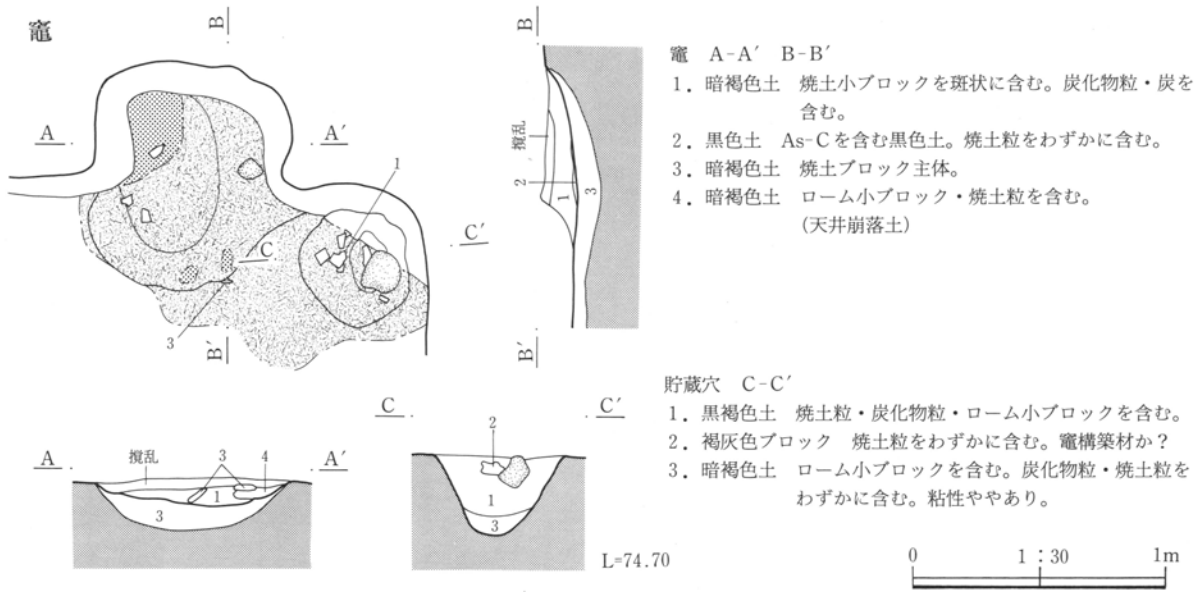 竈
B
B
A
A′
1
C
C′
3
B′
撹乱
2
1
3
B′
竈 A-A′ B-B′
1．暗褐色土 焼土小ブロックを斑状に含む。炭化物粒・炭を
含む。
2．黒色土 As-Cを含む黒色土。焼土粒をわずかに含む。
3．暗褐色土 焼土ブロック主体。
4．暗褐色土 ローム小ブロック・焼土粒を含む。
(天井崩落土)
A
撹乱
3
4
A′
1
3
C
C′
2
1
3
L=74.70
貯蔵穴 C-C′
1．黒褐色土 焼土粒・炭化物粒・ローム小ブロックを含む。
2．褐灰色ブロック 焼土粒をわずかに含む。竈構築材か？
3．暗褐色土 ローム小ブロックを含む。炭化物粒・焼土粒を
わずかに含む。粘性ややあり。
0 1：30 1m